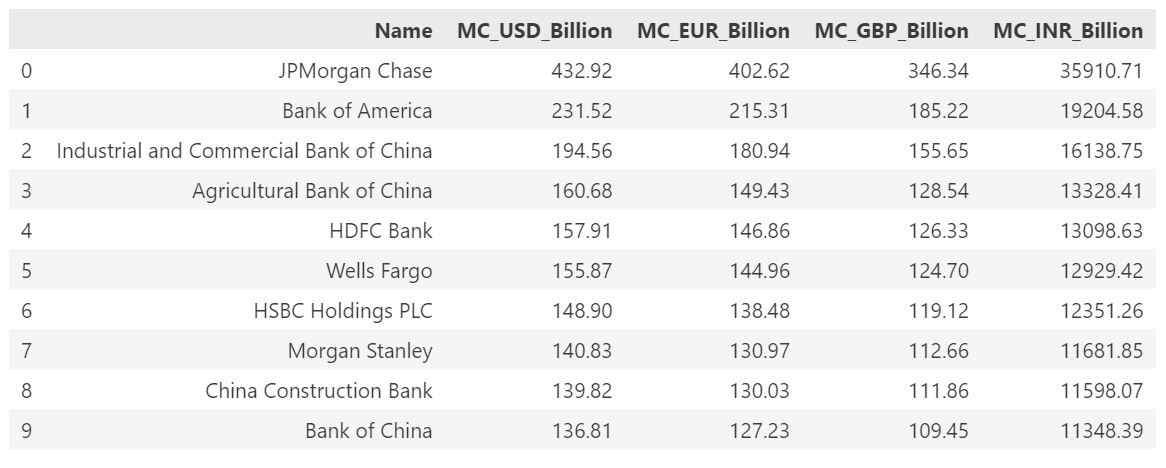 Name MC_USD_Billion MC_EUR_Billion MC_GBP_Billion MC_INR_Billion
0 JPMorgan Chase 432.92 402.62 346.34 35910.71
1 Bank of America 231.52 215.31 185.22 19204.58
2 Industrial and Commercial Bank of China 194.56 180.94 155.65 16138.75
3 Agricultural Bank of China 160.68 149.43 128.54 13328.41
4 HDFC Bank 157.91 146.86 126.33 13098.63
5 Wells Fargo 155.87 144.96 124.70 12929.42
6 HSBC Holdings PLC 148.90 138.48 119.12 12351.26
7 Morgan Stanley 140.83 130.97 112.66 11681.85
8 China Construction Bank 139.82 130.03 111.86 11598.07
9 Bank of China 136.81 127.23 109.45 11348.39